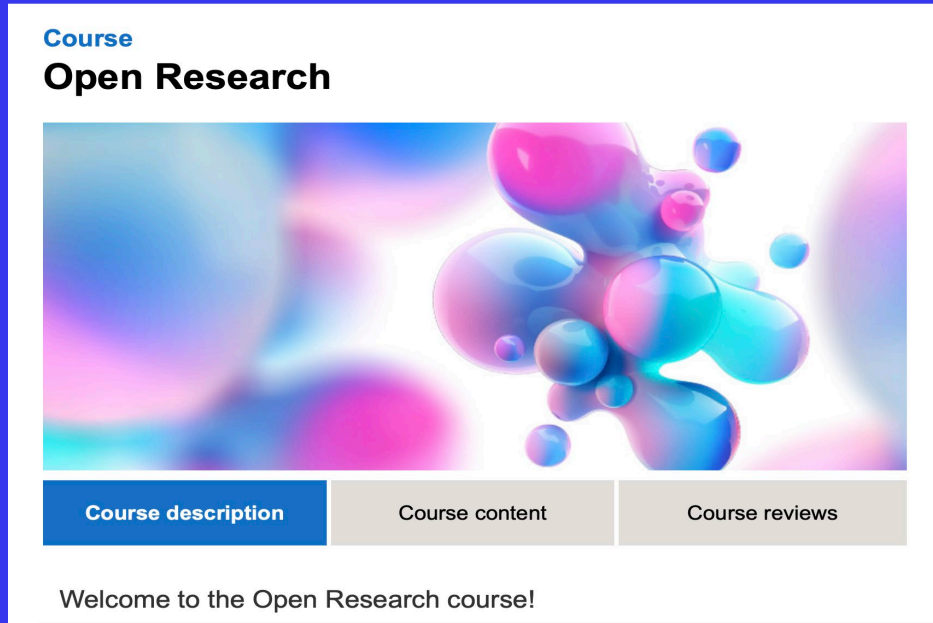 Course
Open Research
Course description
Course content
Course reviews
Welcome to the Open Research course!